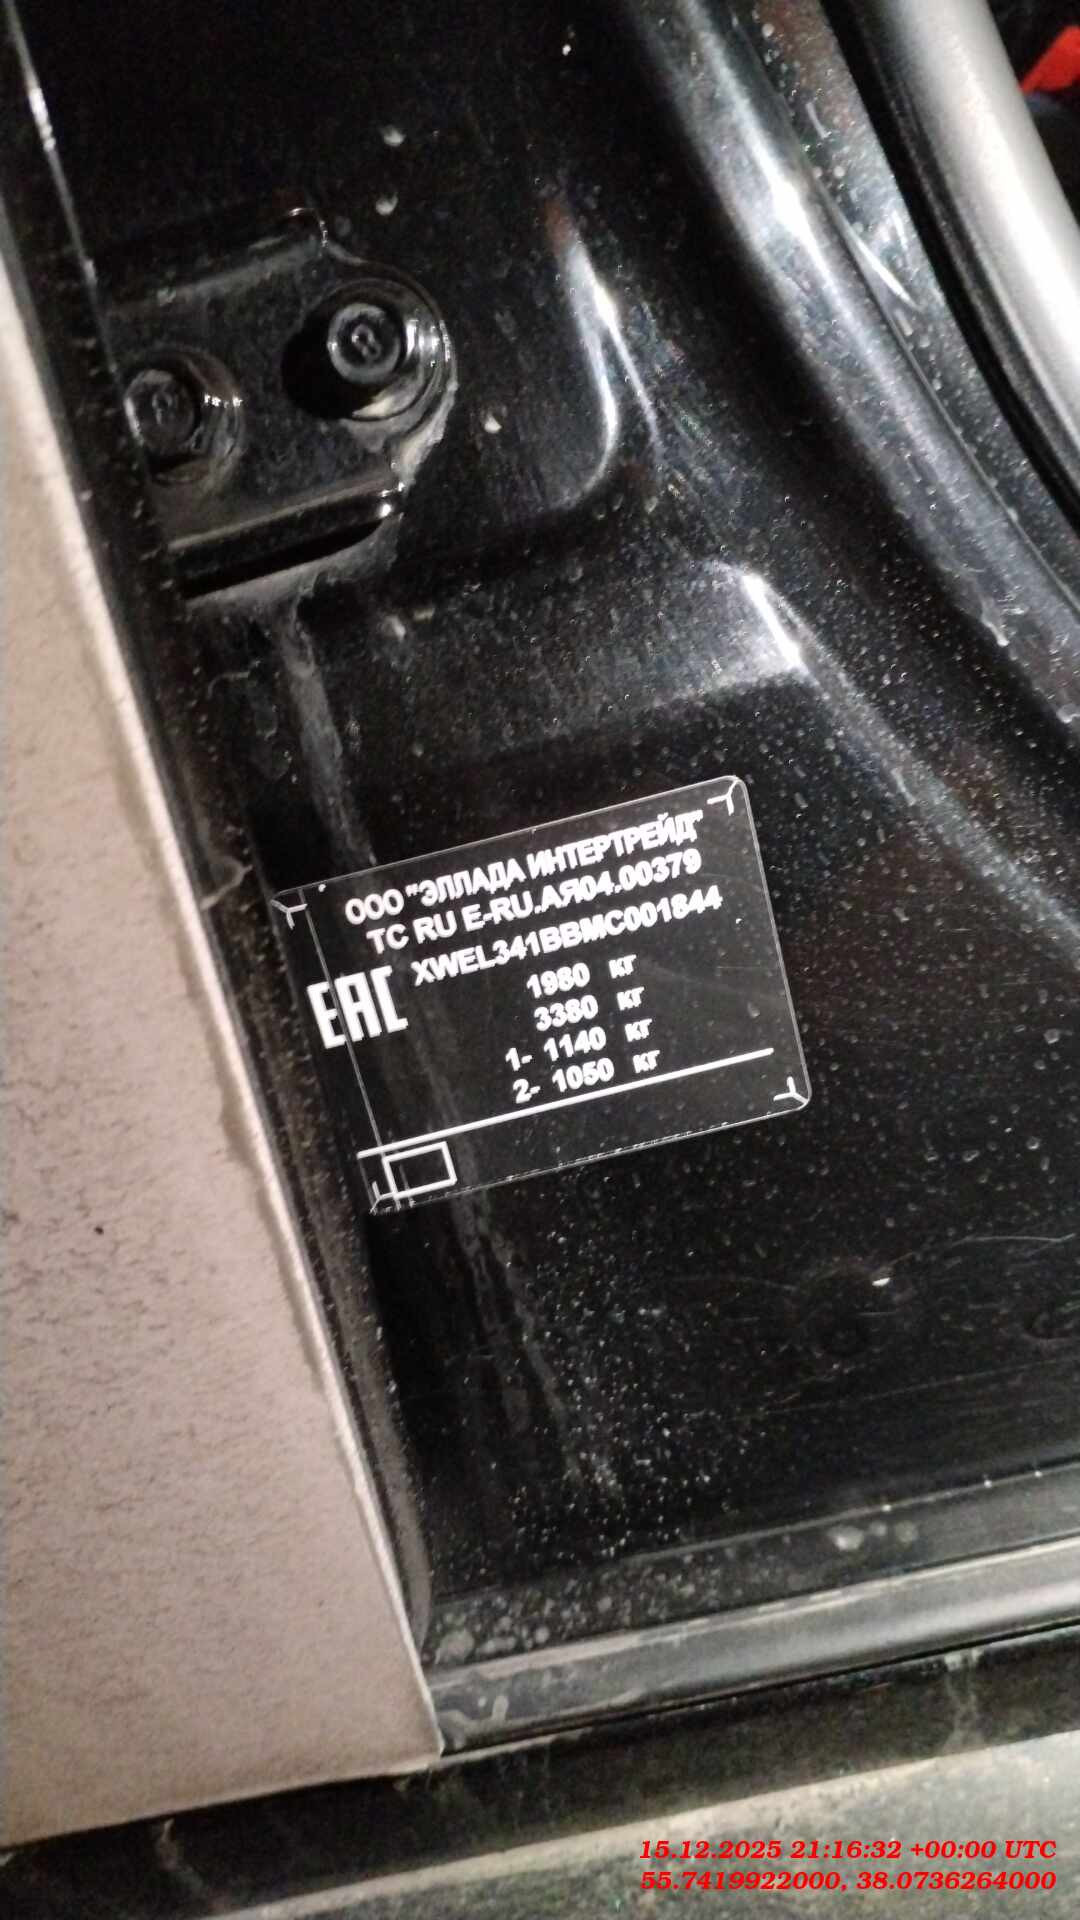 ООО "ЭЛЛАДА ИНТЕРТРЕЙД"
ТС RU E-RU.АЯ04.00379
XWEL341BBMC001844
EAC
1980 кг
3380 кг
1- 1140 кг
2- 1050 кг
15.12.2025 21:16:32 +00:00 UTC
55.7419922000, 38.0736264000